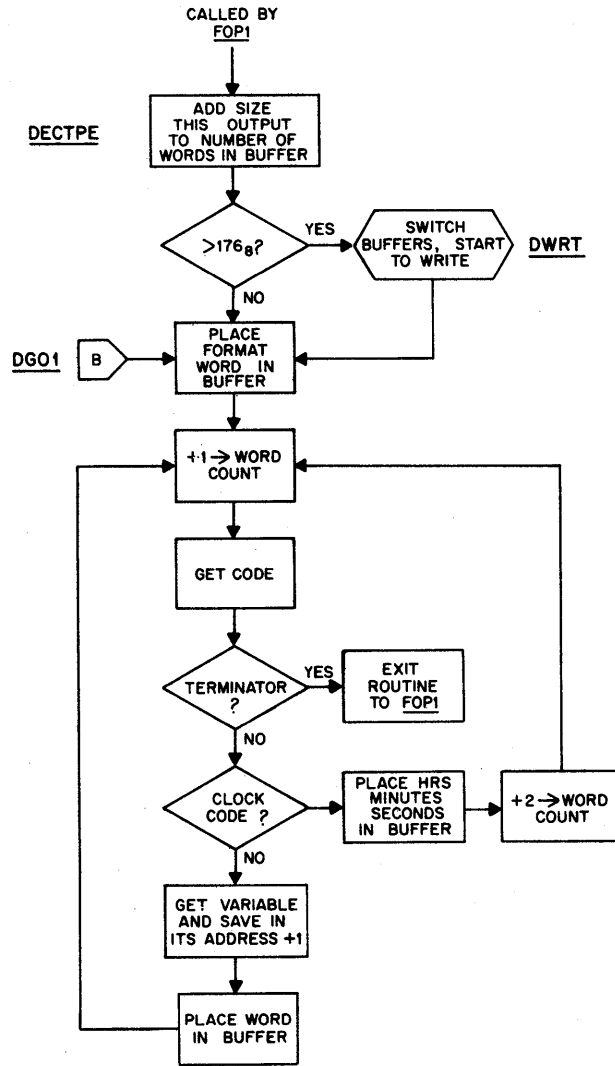 CALLED BY
FOP1
DECTPE
ADD SIZE
THIS OUTPUT
TO NUMBER OF
WORDS IN BUFFER
>176₈?
YES
SWITCH
BUFFERS, START
TO WRITE
DWRT
NO
DGO1
B
PLACE
FORMAT
WORD IN
BUFFER
+1→WORD
COUNT
GET CODE
TERMINATOR
?
YES
EXIT
ROUTINE
TO FOP1
NO
CLOCK
CODE ?
PLACE HRS
MINUTES
SECONDS
IN BUFFER
+2→WORD
COUNT
NO
GET VARIABLE
AND SAVE IN
ITS ADDRESS +1
PLACE WORD
IN BUFFER